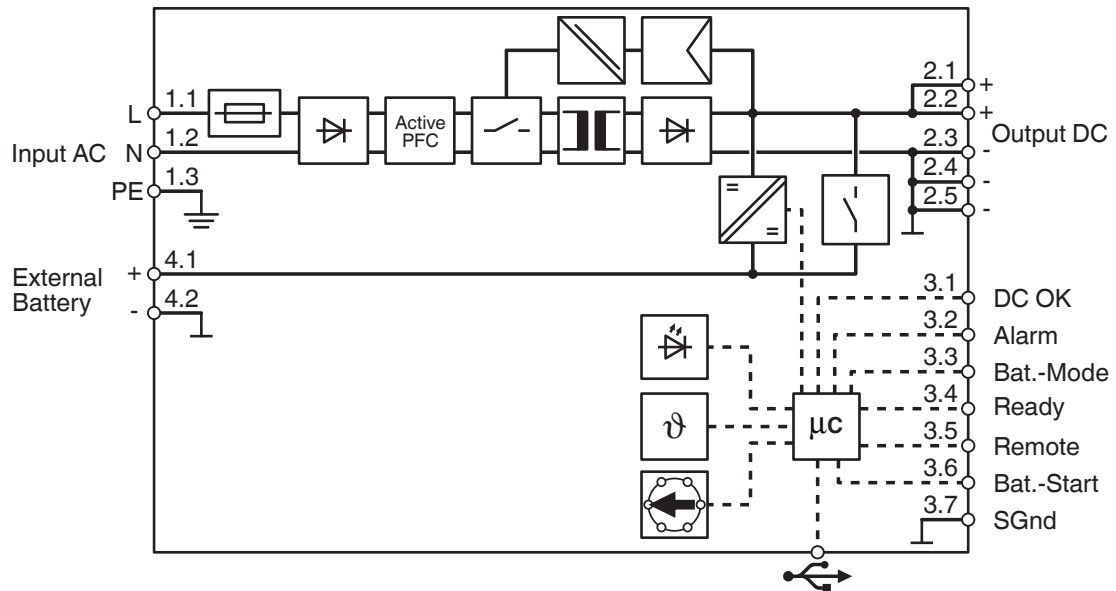 Input AC
L
1.1
N
1.2
PE
1.3
Active
PFC
=
=
2.1
+
2.2
+
Output DC
2.3
-
2.4
-
2.5
-
External
Battery
+
4.1
-
4.2
ϑ
µc
3.1
DC OK
3.2
Alarm
3.3
Bat.-Mode
3.4
Ready
3.5
Remote
3.6
Bat.-Start
3.7
SGnd